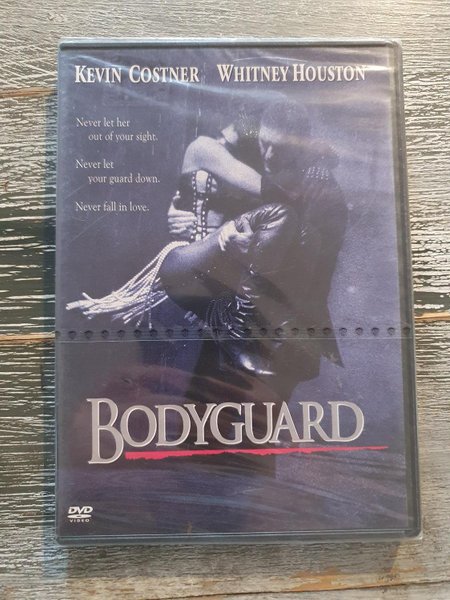 KEVIN COSTNER WHITNEY HOUSTON
Never let her
out of your sight.
Never let
your guard down.
Never fall in love.
BODYGUARD
DVD
VIDEO